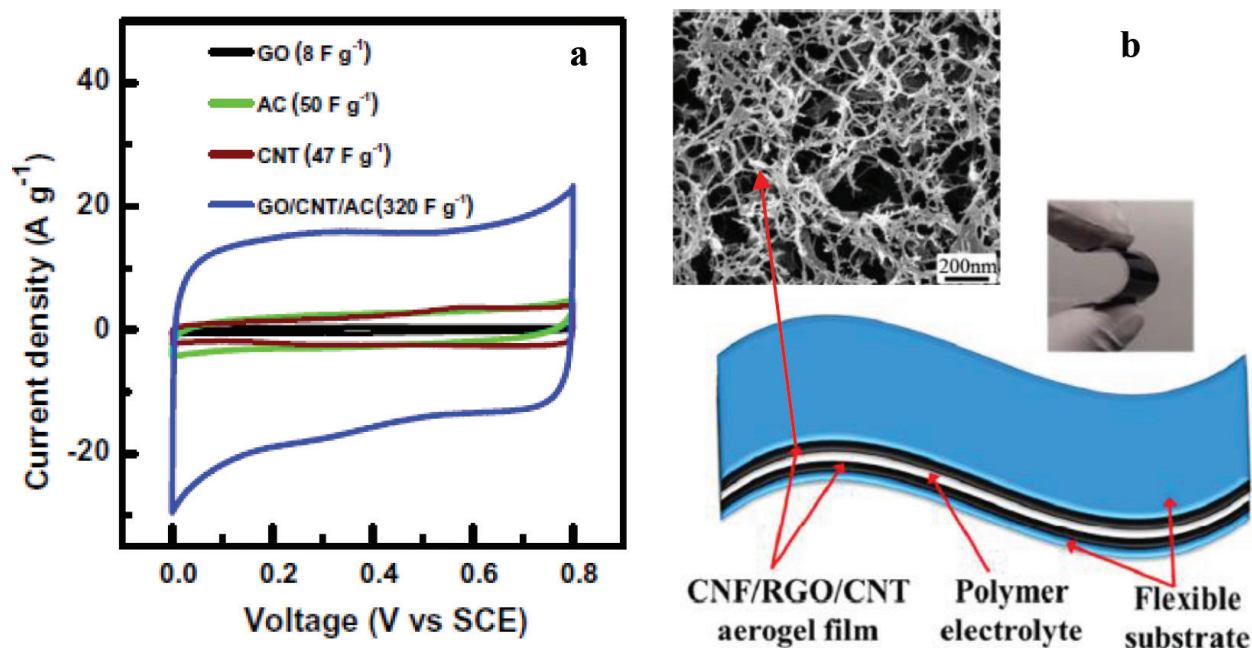 a
GO (8 F g⁻¹)
AC (50 F g⁻¹)
CNT (47 F g⁻¹)
GO/CNT/AC(320 F g⁻¹)
40
20
0
-20
Current density (A g⁻¹)
0.0 0.2 0.4 0.6 0.8
Voltage (V vs SCE)
b
200nm
CNF/RGO/CNT
aerogel film
Polymer
electrolyte
Flexible
substrate